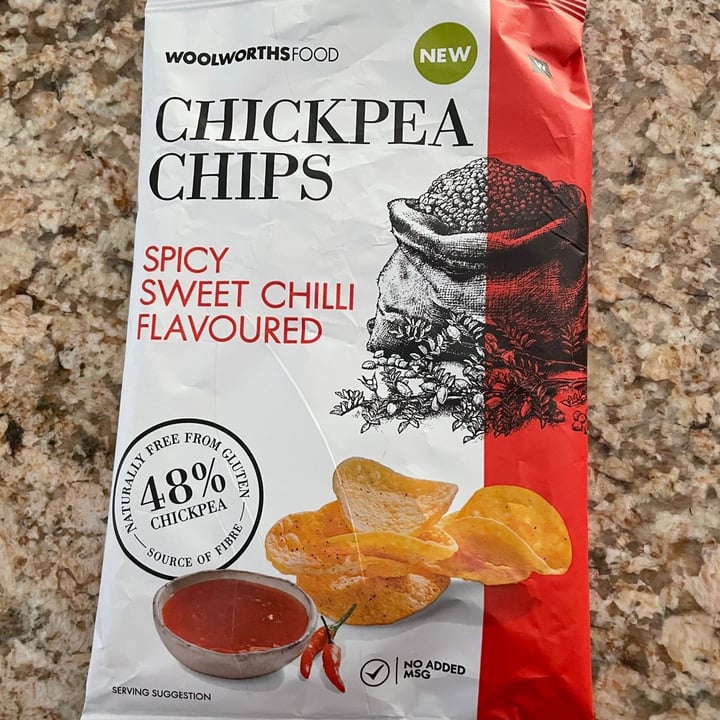 WOOLWORTHSFOOD
NEW
W
CHICKPEA
CHIPS
SPICY
SWEET CHILLI
FLAVOURED
NATURALLY FREE FROM GLUTEN
48%
CHICKPEA
SOURCE OF FIBRE
NO ADDED
MSG
SERVING SUGGESTION